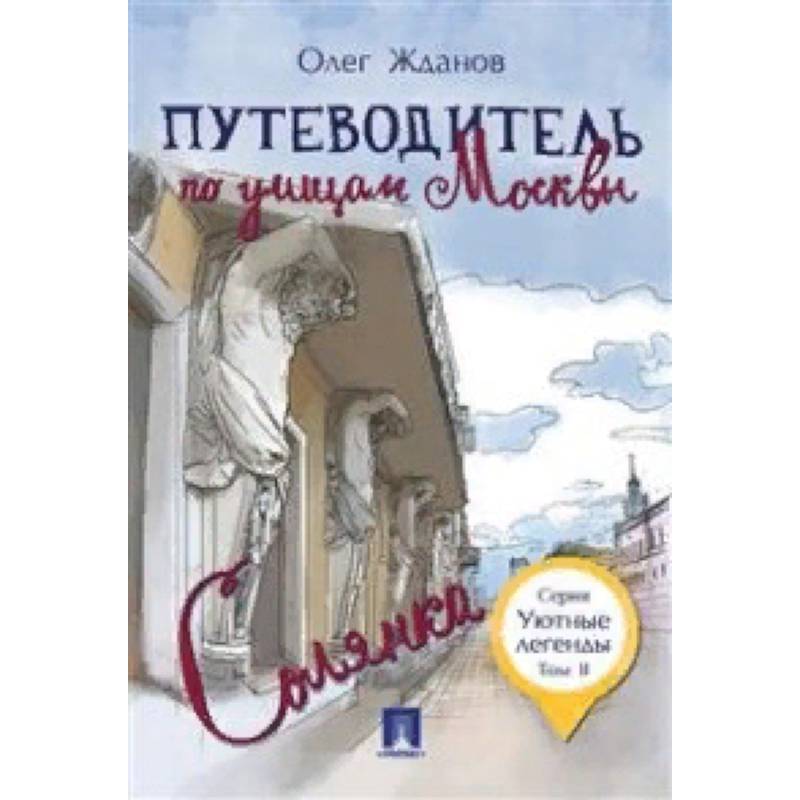 Олег Жданов
ПУТЕВОДИТЕЛЬ
по улицам Москвы
Солянка
Серия
Уютные
легенды
Том II